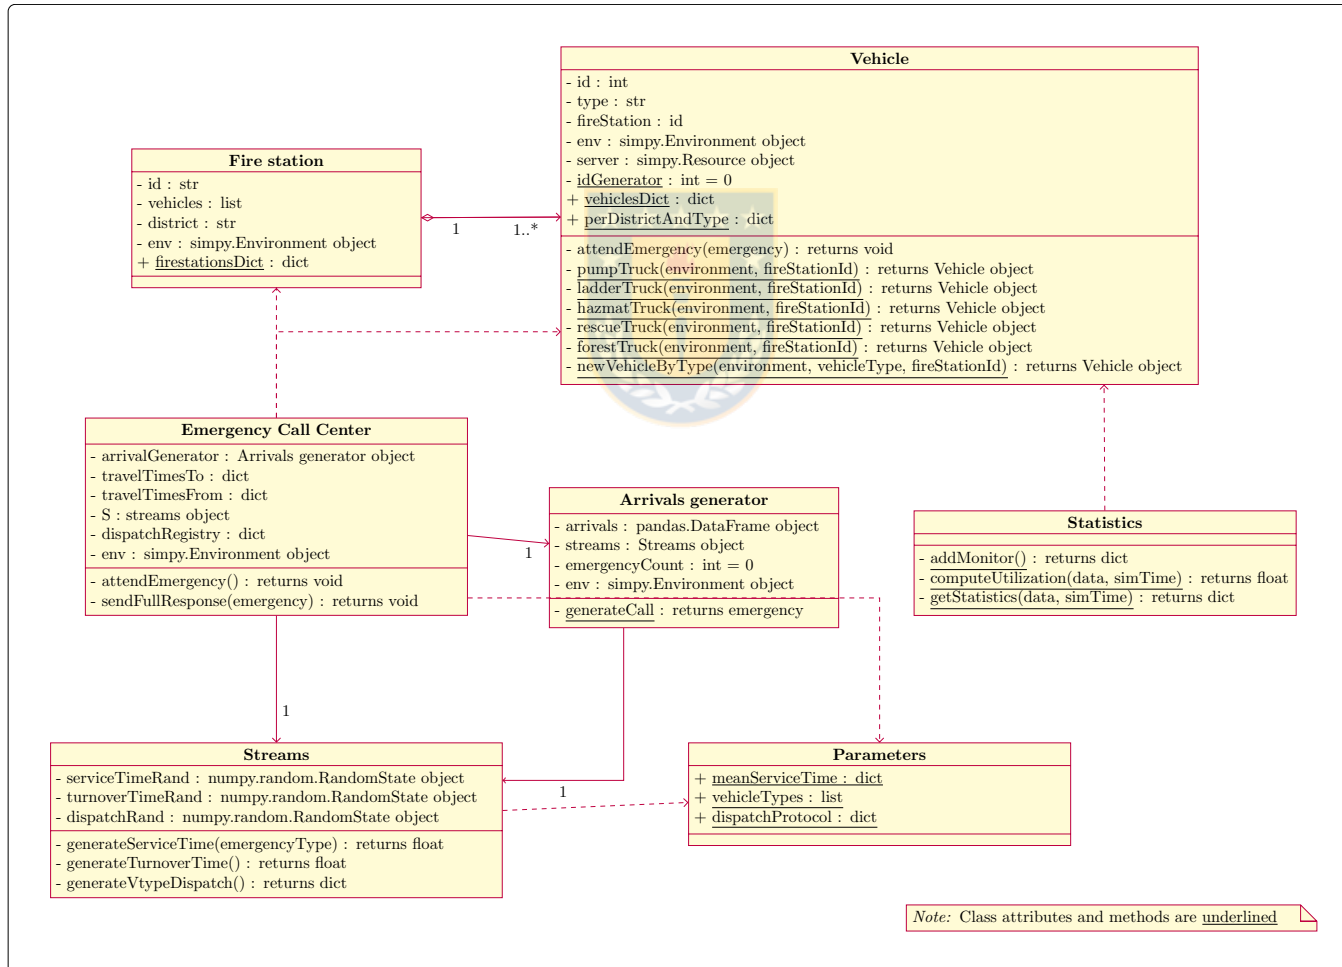 Vehicle
- id : int
- type : str
- fireStation : id
- env : simpy.Environment object
- server : simpy.Resource object
- idGenerator : int = 0
+ vehiclesDict : dict
+ perDistrictAndType : dict
- attendEmergency(emergency) : returns void
- pumpTruck(environment, fireStationId) : returns Vehicle object
- ladderTruck(environment, fireStationId) : returns Vehicle object
- hazmatTruck(environment, fireStationId) : returns Vehicle object
- rescueTruck(environment, fireStationId) : returns Vehicle object
- forestTruck(environment, fireStationId) : returns Vehicle object
- newVehicleByType(environment, vehicleType, fireStationId) : returns Vehicle object
Fire station
- id : str
- vehicles : list
- district : str
- env : simpy.Environment object
+ firestationsDict : dict
1
1..*
Emergency Call Center
- arrivalGenerator : Arrivals generator object
- travelTimesTo : dict
- travelTimesFrom : dict
- S : streams object
- dispatchRegistry : dict
- env : simpy.Environment object
- attendEmergency() : returns void
- sendFullResponse(emergency) : returns void
1
Arrivals generator
- arrivals : pandas.DataFrame object
- streams : Streams object
- emergencyCount : int = 0
- env : simpy.Environment object
- generateCall : returns emergency
Statistics
- addMonitor() : returns dict
- computeUtilization(data, simTime) : returns float
- getStatistics(data, simTime) : returns dict
1
Streams
- serviceTimeRand : numpy.random.RandomState object
- turnoverTimeRand : numpy.random.RandomState object
- dispatchRand : numpy.random.RandomState object
- generateServiceTime(emergencyType) : returns float
- generateTurnoverTime() : returns float
- generateVtypeDispatch() : returns dict
1
Parameters
+ meanServiceTime : dict
+ vehicleTypes : list
+ dispatchProtocol : dict
Note: Class attributes and methods are underlined